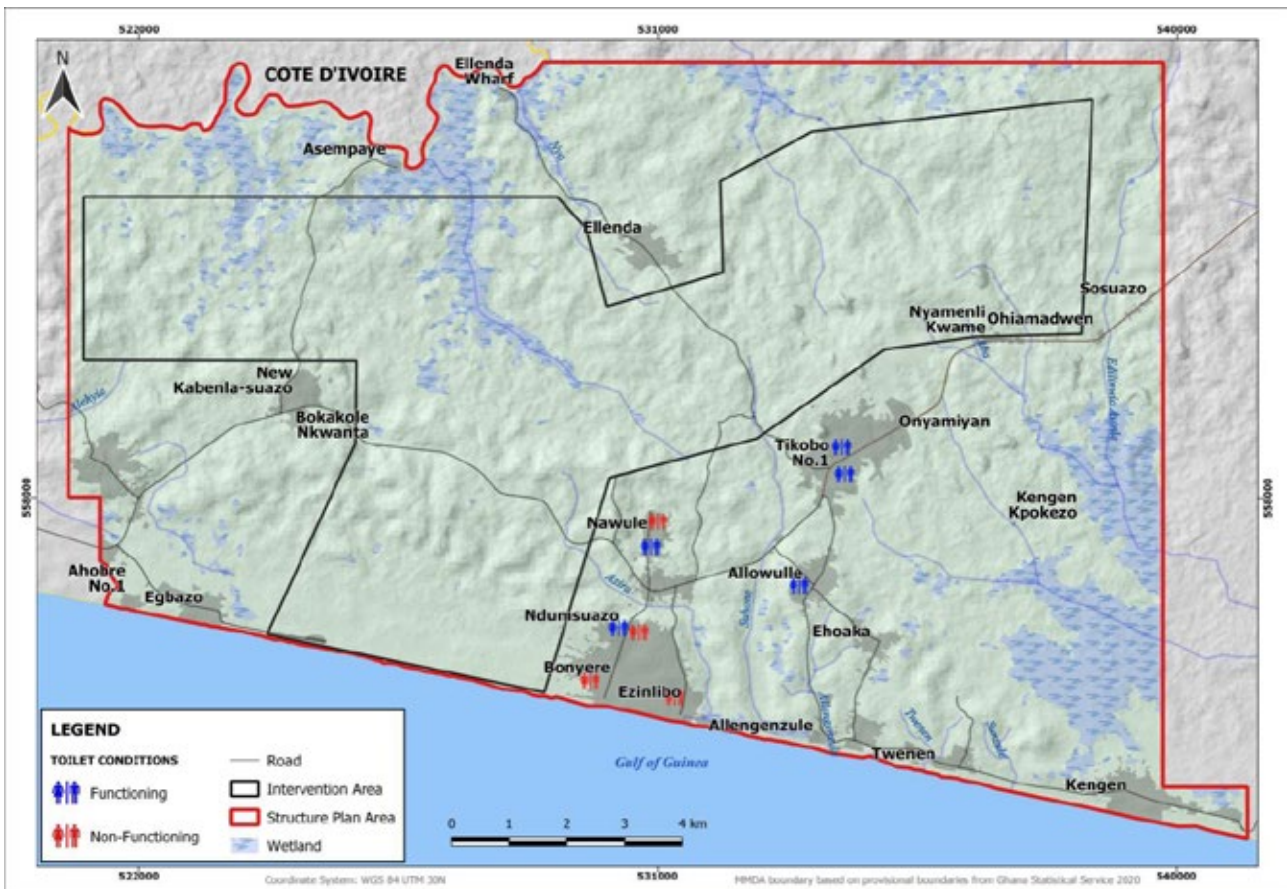 522000
531000
540000
N
COTE D'IVOIRE
Ellenda
Wharf
Asempaye
Ellenda
Sosuazo
Nyamenli
Kwame
Ohiamadwen
New
Kabenla-suazo
Bokakole
Nkwanta
Onyamiyan
Tikobo
No.1
558000
558000
Kengen
Kpokezo
Nawule
Ahobre
No.1
Allowulle
Egbazo
Ndumsuazo
Ehoaka
Bonyere
Ezinlibo
Allengenzule
Twenen
Twenen
Kengen
Gulf of Guinea
LEGEND
TOILET CONDITIONS
Functioning
Non-Functioning
Road
Intervention Area
Structure Plan Area
Wetland
0 1 2 3 4 km
522000
531000
540000
Coordinate System: WGS 84 UTM 30N
MMDA boundary based on provisional boundaries from Ghana Statistical Service 2020